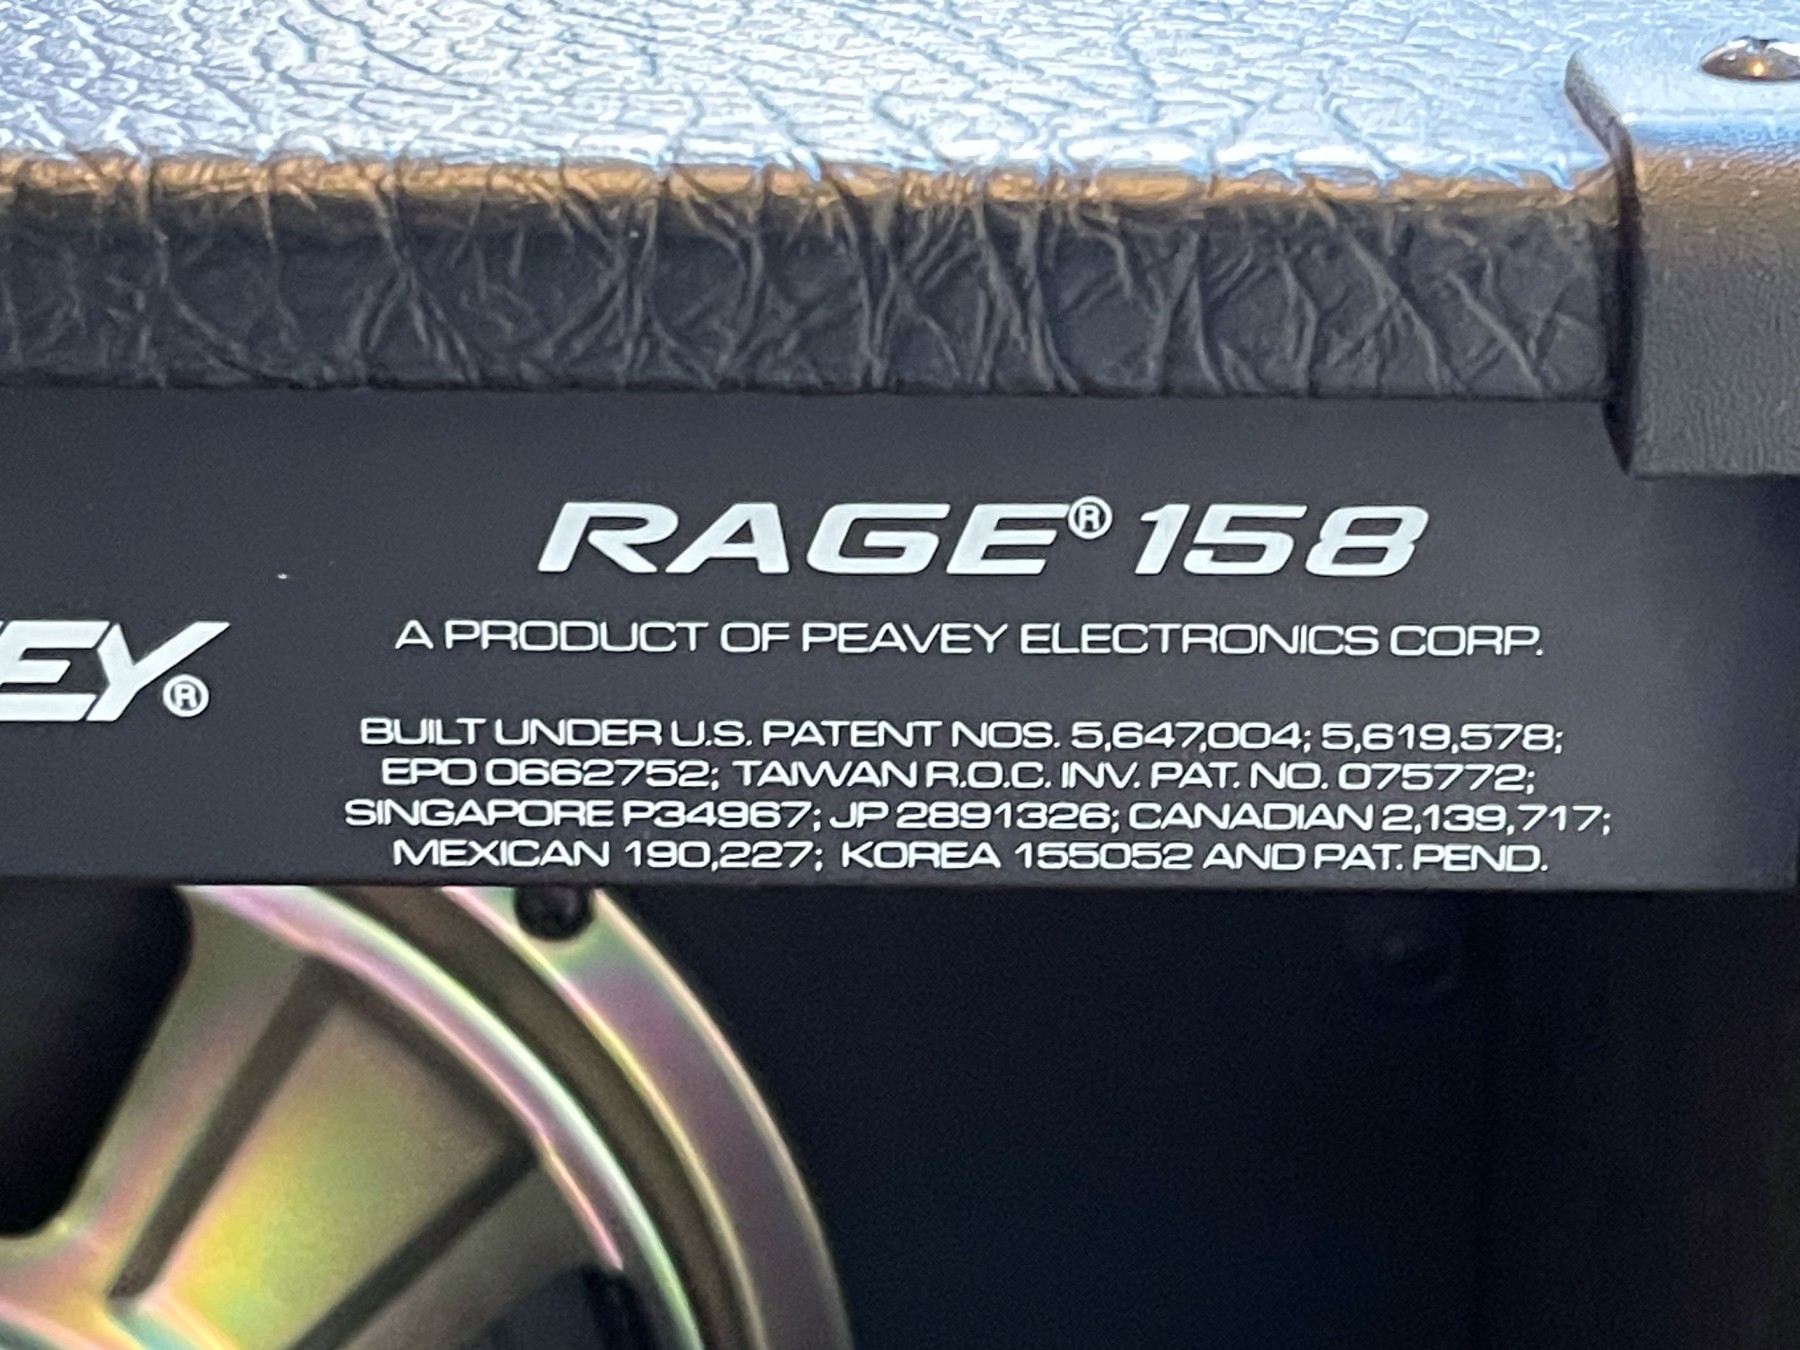 RAGE® 158
A PRODUCT OF PEAVEY ELECTRONICS CORP.
EY®
BUILT UNDER U.S. PATENT NOS. 5,647,004; 5,619,578;
EPO 0662752; TAIWAN R.O.C. INV. PAT. NO. 075772;
SINGAPORE P34967; JP 2891326; CANADIAN 2,139,717;
MEXICAN 190,227; KOREA 155052 AND PAT. PEND.